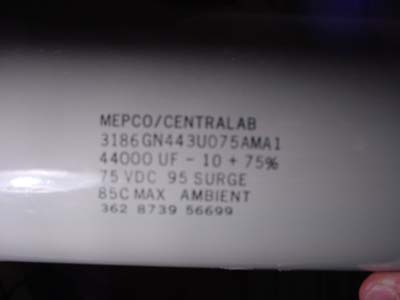 MEPCO/CENTRALAB
3186GN443U075AMA1
44000 UF - 10 + 75%
75 VDC 95 SURGE
85C MAX AMBIENT
362 8739 56699